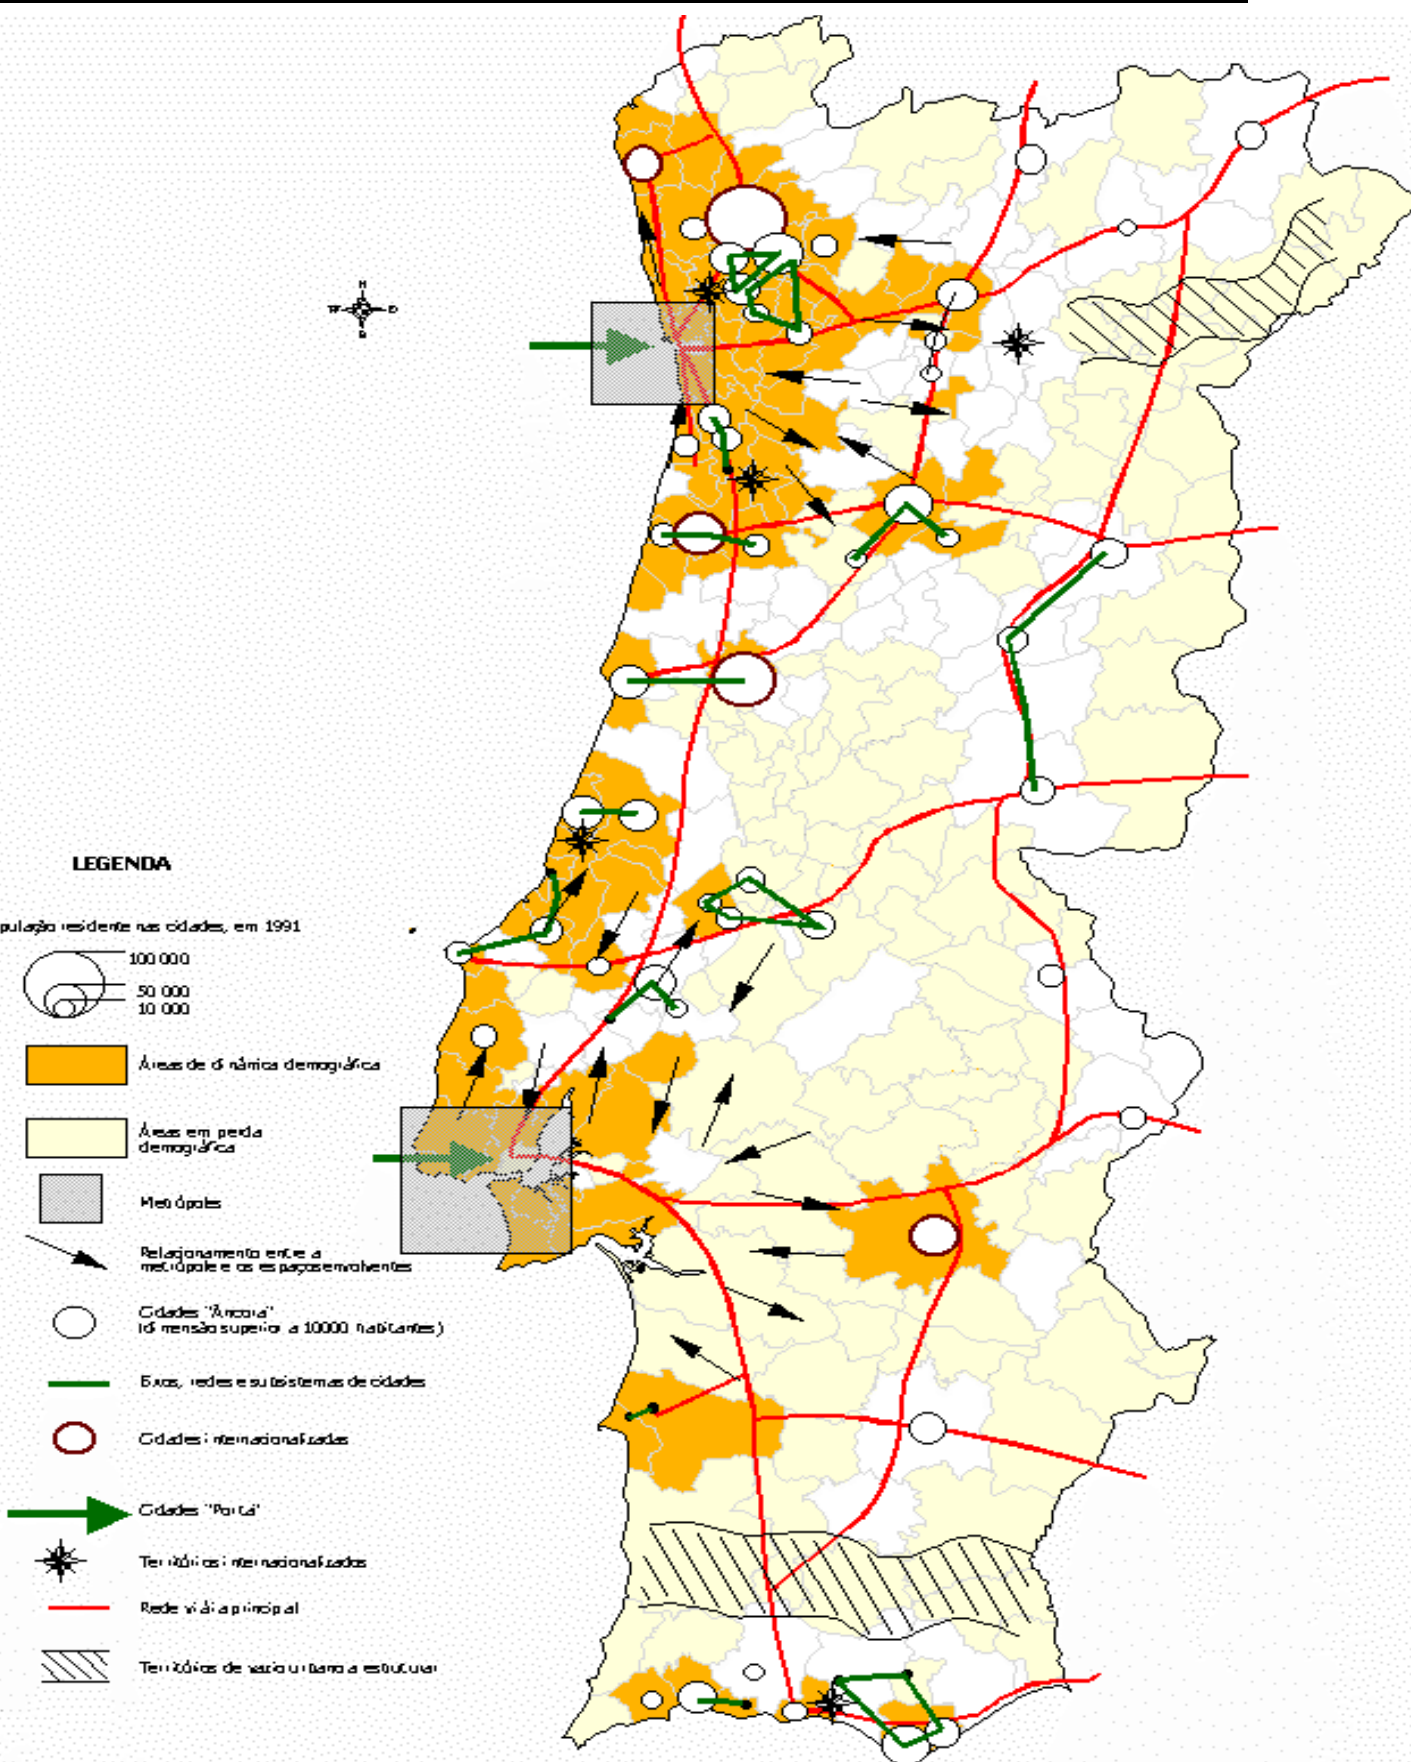 N
W
S
LEGENDA
pulação residente nas cidades, em 1991
100 000
50 000
10 000
Áreas de dinâmica demográfica
Áreas em perda
demográfica
Metrópoles
Relacionamento entre a
metrópole e os espaços envolventes
Cidades "Âncora"
(dimensão superior a 10000 habitantes)
Eixos, redes e subsistemas de cidades
Cidades internacionalizadas
Cidades "Porta"
Territórios internacionalizados
Rede viária principal
Territórios de vazio urbano a estruturar